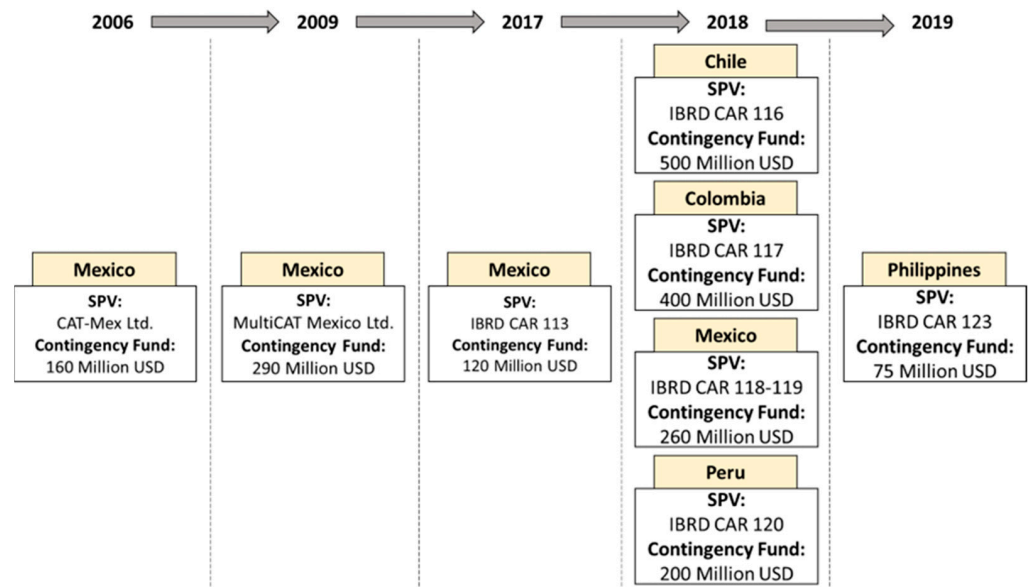 2006
2009
2017
2018
2019
Mexico
SPV:
CAT-Mex Ltd.
Contingency Fund:
160 Million USD
Mexico
SPV:
MultiCAT Mexico Ltd.
Contingency Fund:
290 Million USD
Mexico
SPV:
IBRD CAR 113
Contingency Fund:
120 Million USD
Chile
SPV:
IBRD CAR 116
Contingency Fund:
500 Million USD
Colombia
SPV:
IBRD CAR 117
Contingency Fund:
400 Million USD
Mexico
SPV:
IBRD CAR 118-119
Contingency Fund:
260 Million USD
Peru
SPV:
IBRD CAR 120
Contingency Fund:
200 Million USD
Philippines
SPV:
IBRD CAR 123
Contingency Fund:
75 Million USD